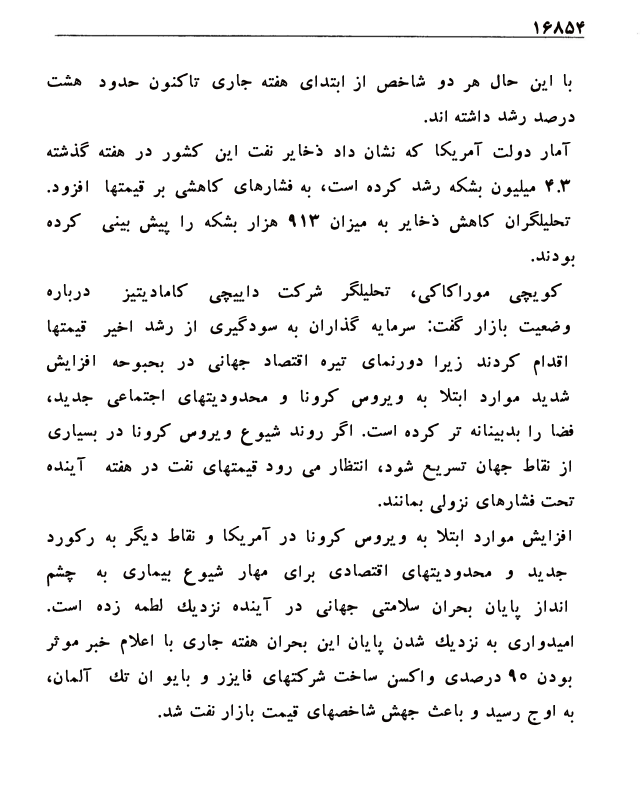 ۱۶۸۵۴
با این حال هر دو شاخص از ابتدای هفته جاری تاکنون حدود هشت
درصد رشد داشته اند.
آمار دولت آمریکا که نشان داد ذخایر نفت این کشور در هفته گذشته
۴.۳ میلیون بشکه رشد کرده است، به فشارهای کاهشی بر قیمتها افزود.
تحلیلگران کاهش ذخایر به میزان ۹۱۳ هزار بشکه را پیش بینی کرده
بودند.
کویچی موراکاکی، تحلیلگر شرکت داییچی کامادیتیز درباره
وضعیت بازار گفت: سرمایه گذاران به سودگیری از رشد اخیر قیمتها
اقدام کردند زیرا دورنمای تیره اقتصاد جهانی در بحبوحه افزایش
شدید موارد ابتلا به ویروس کرونا و محدودیتهای اجتماعی جدید،
فضا را بدبینانه تر کرده است. اگر روند شیوع ویروس کرونا در بسیاری
از نقاط جهان تسریع شود، انتظار می رود قیمتهای نفت در هفته آینده
تحت فشارهای نزولی بمانند.
افزایش موارد ابتلا به ویروس کرونا در آمریکا و نقاط دیگر به رکورد
جدید و محدودیتهای اقتصادی برای مهار شیوع بیماری به چشم
انداز پایان بحران سلامتی جهانی در آینده نزدیك لطمه زده است.
امیدواری به نزدیك شدن پایان این بحران هفته جاری با اعلام خبر موثر
بودن ۹۰ درصدی واکسن ساخت شرکتهای فایزر و بایو ان تك آلمان،
به اوج رسید و باعث جهش شاخصهای قیمت بازار نفت شد.